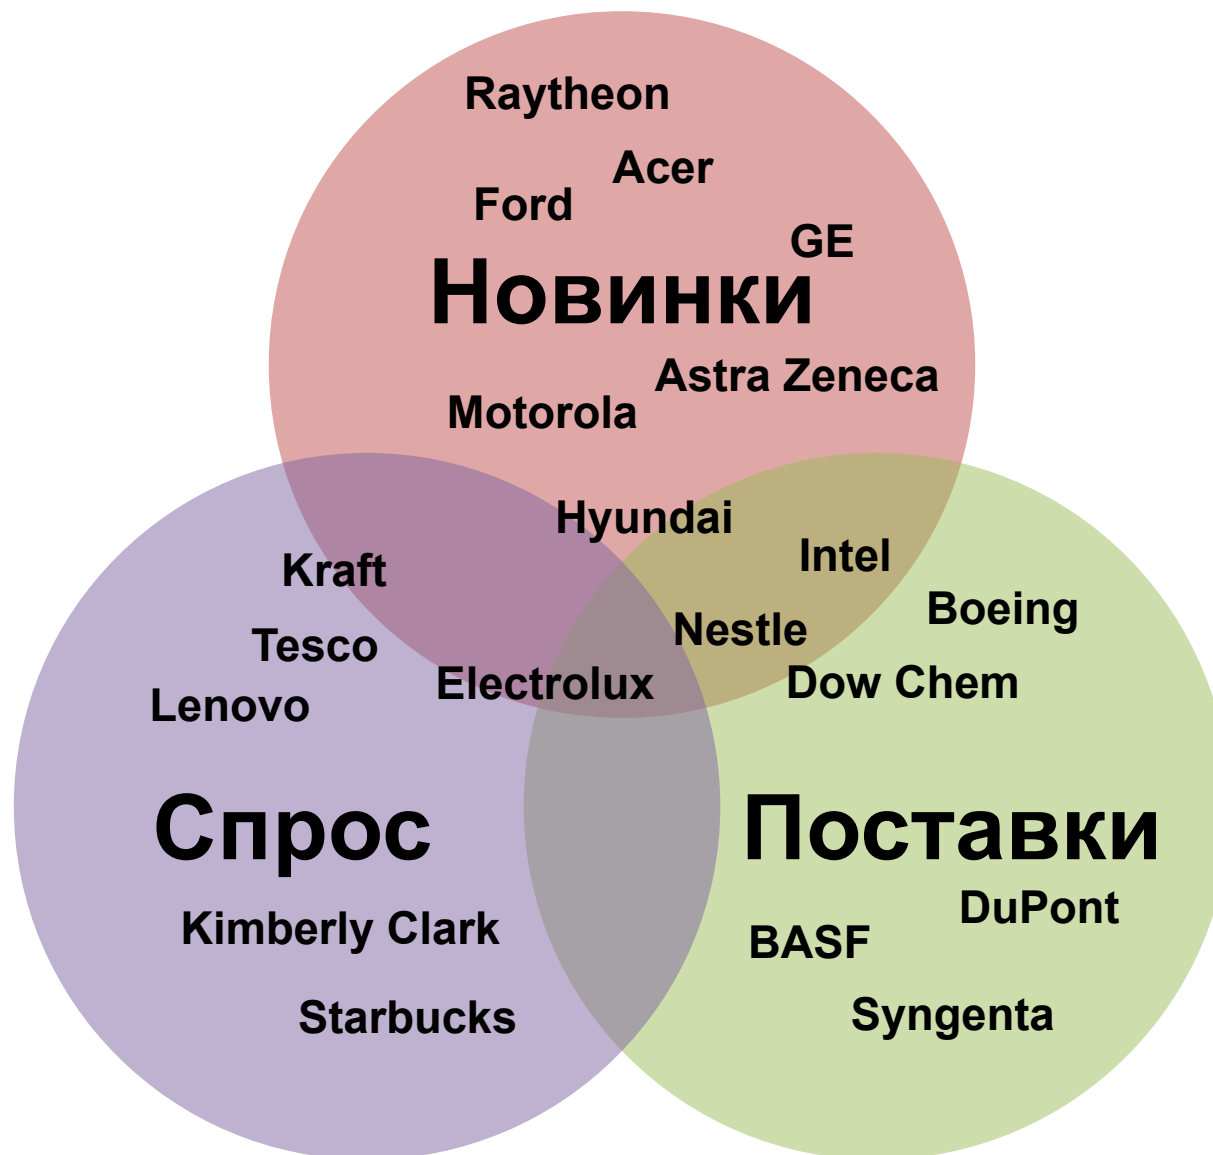 Raytheon
Acer
Ford
GE
Новинки
Astra Zeneca
Motorola
Hyundai
Intel
Kraft
Boeing
Nestle
Tesco
Electrolux
Dow Chem
Lenovo
Спрос
Поставки
DuPont
Kimberly Clark
BASF
Syngenta
Starbucks